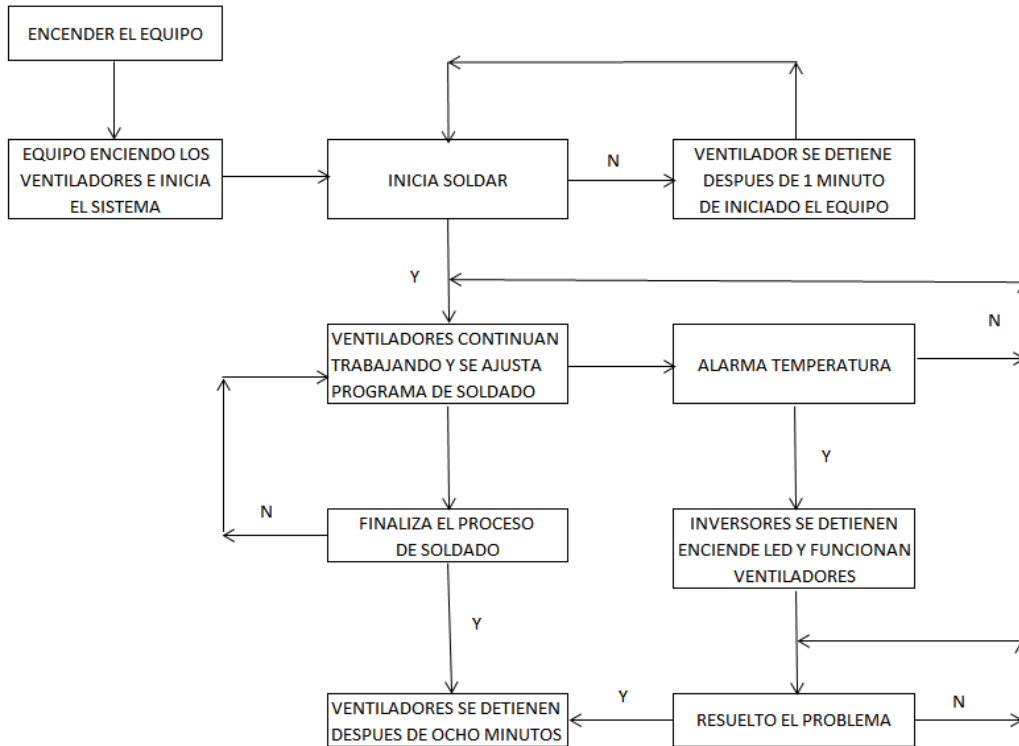 ENCENDER EL EQUIPO
EQUIPO ENCIENDO LOS
VENTILADORES E INICIA
EL SISTEMA
INICIA SOLDAR
N
VENTILADOR SE DETIENE
DESPUES DE 1 MINUTO
DE INICIADO EL EQUIPO
Y
N
VENTILADORES CONTINUAN
TRABAJANDO Y SE AJUSTA
PROGRAMA DE SOLDADO
ALARMA TEMPERATURA
Y
N
FINALIZA EL PROCESO
DE SOLDADO
INVERSORES SE DETIENEN
ENCIENDE LED Y FUNCIONAN
VENTILADORES
Y
VENTILADORES SE DETIENEN
DESPUES DE OCHO MINUTOS
Y
RESUELTO EL PROBLEMA
N